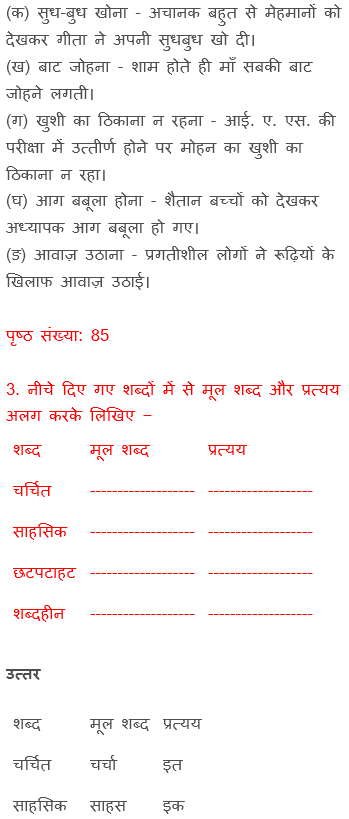 (क) सुध-बुध खोना - अचानक बहुत से मेहमानों को
देखकर गीता ने अपनी सुधबुध खो दी।
(ख) बाट जोहना - शाम होते ही माँ सबकी बाट
जोहने लगती।
(ग) खुशी का ठिकाना न रहना - आई. ए. एस. की
परीक्षा में उत्तीर्ण होने पर मोहन का खुशी का
ठिकाना न रहा।
(घ) आग बबूला होना - शैतान बच्चों को देखकर
अध्यापक आग बबूला हो गए।
(ङ) आवाज़ उठाना - प्रगतीशील लोगों ने रूढ़ियों के
खिलाफ आवाज़ उठाई।
पृष्ठ संख्या: 85
3. नीचे दिए गए शब्दों में से मूल शब्द और प्रत्यय
अलग करके लिखिए −
शब्द मूल शब्द प्रत्यय
चर्चित ------------------- -------------------
साहसिक ------------------- -------------------
छटपटाहट ------------------- -------------------
शब्दहीन ------------------- -------------------
उत्तर
शब्द मूल शब्द प्रत्यय
चर्चित चर्चा इत
साहसिक साहस इक